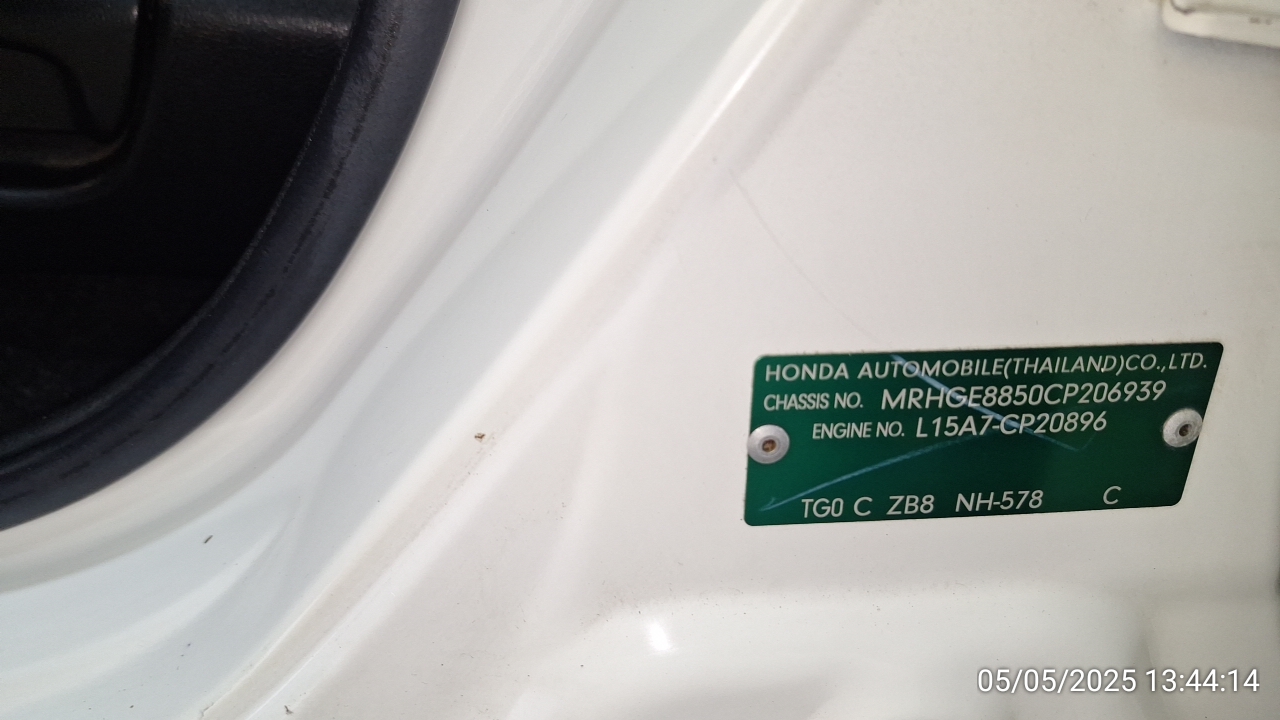 HONDA AUTOMOBILE(THAILAND)CO.,LTD.
CHASSIS NO. MRHGE8850CP206939
ENGINE NO. L15A7-CP20896
TG0 C ZB8 NH-578 C
05/05/2025 13:44:14